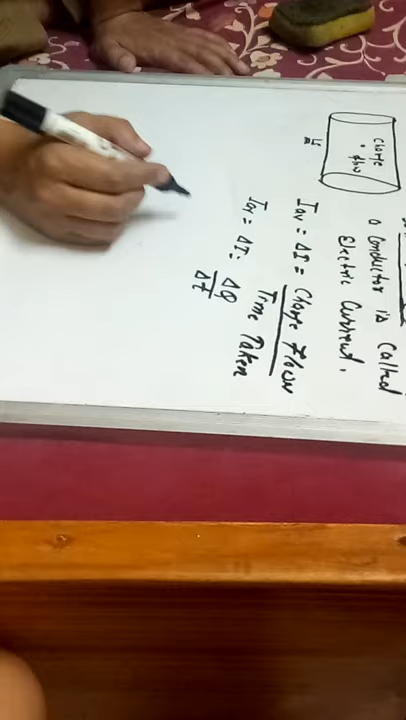 a Conductor is Called
Electric Current.
Charge
flow
Iav = ΔI = Charge Flow
Time Taken
Iav = ΔI = ΔQ
Δt